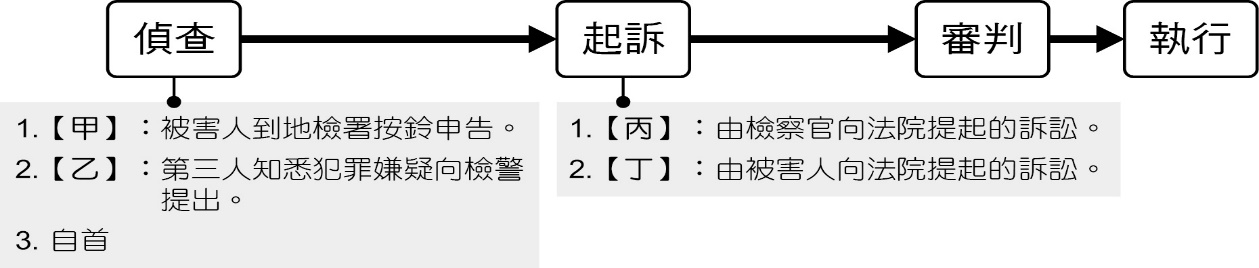 偵查 起訴 審判 執行
1.【甲】：被害人到地檢署按鈴申告。
2.【乙】：第三人知悉犯罪嫌疑向檢警
提出。
3. 自首
1.【丙】：由檢察官向法院提起的訴訟。
2.【丁】：由被害人向法院提起的訴訟。